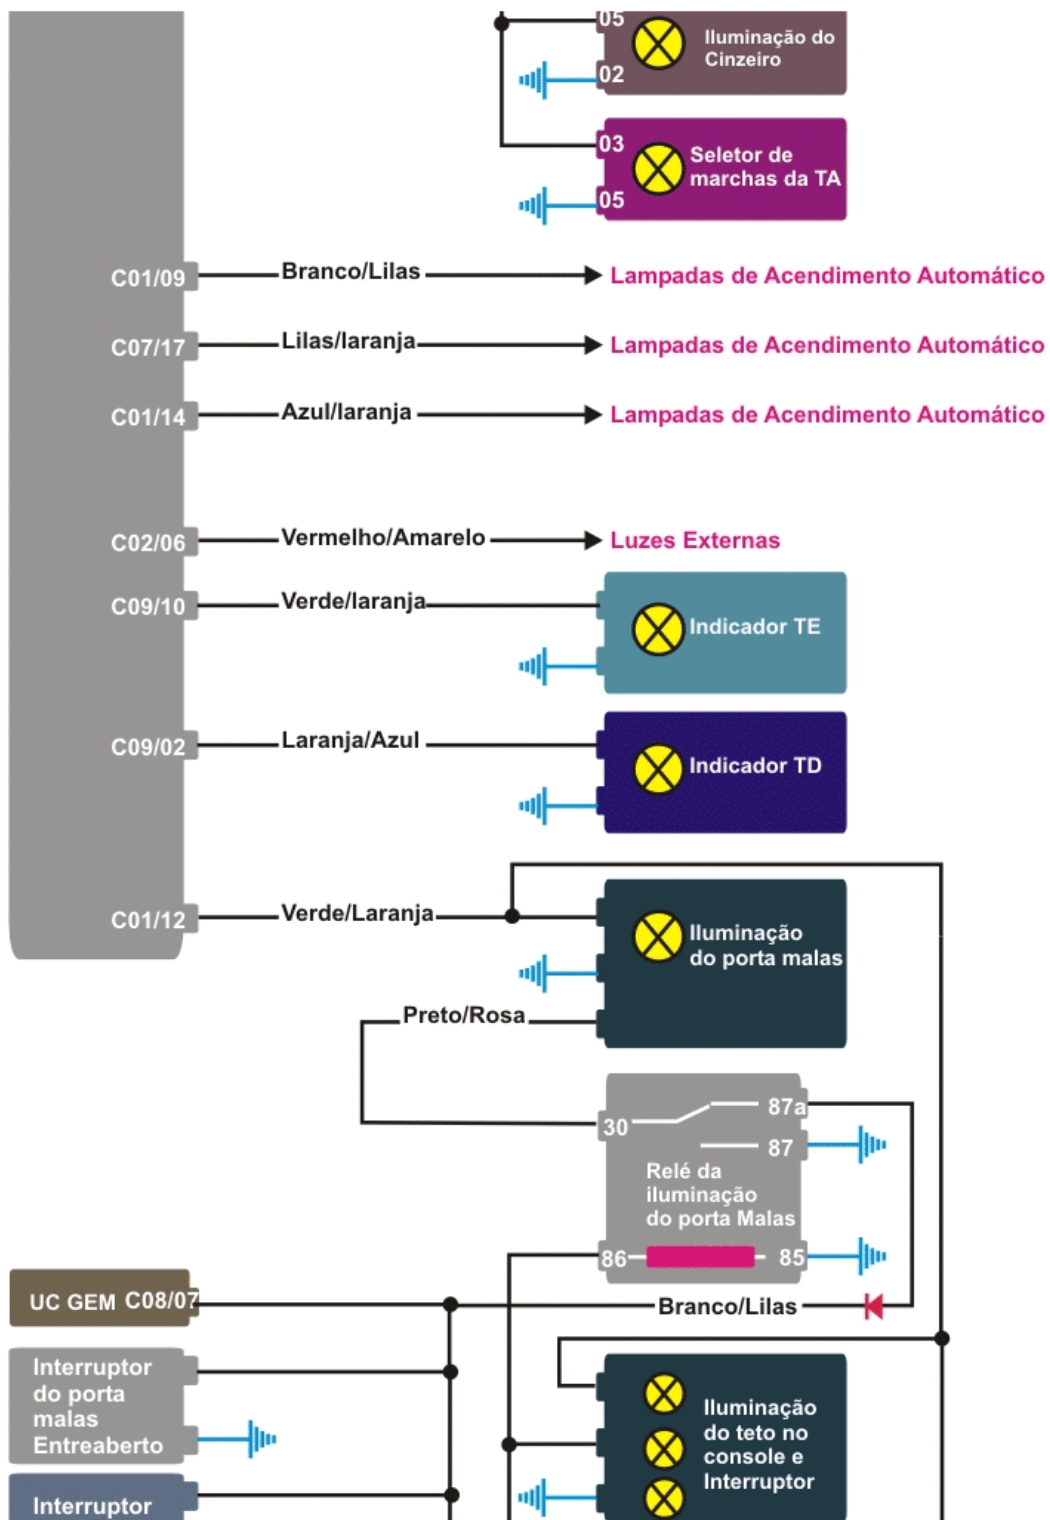 05
Iluminação do
Cinzeiro
02
03
Seletor de
marchas da TA
05
C01/09
Branco/Lilas
Lampadas de Acendimento Automático
C07/17
Lilas/laranja
Lampadas de Acendimento Automático
C01/14
Azul/laranja
Lampadas de Acendimento Automático
C02/06
Vermelho/Amarelo
Luzes Externas
C09/10
Verde/laranja
Indicador TE
C09/02
Laranja/Azul
Indicador TD
C01/12
Verde/Laranja
Iluminação
do porta malas
Preto/Rosa
30
87a
87
Relé da
iluminação
do porta Malas
86
85
UC GEM C08/07
Branco/Lilas
Interruptor
do porta
malas
Entreaberto
Iluminação
do teto no
console e
Interruptor
Interruptor